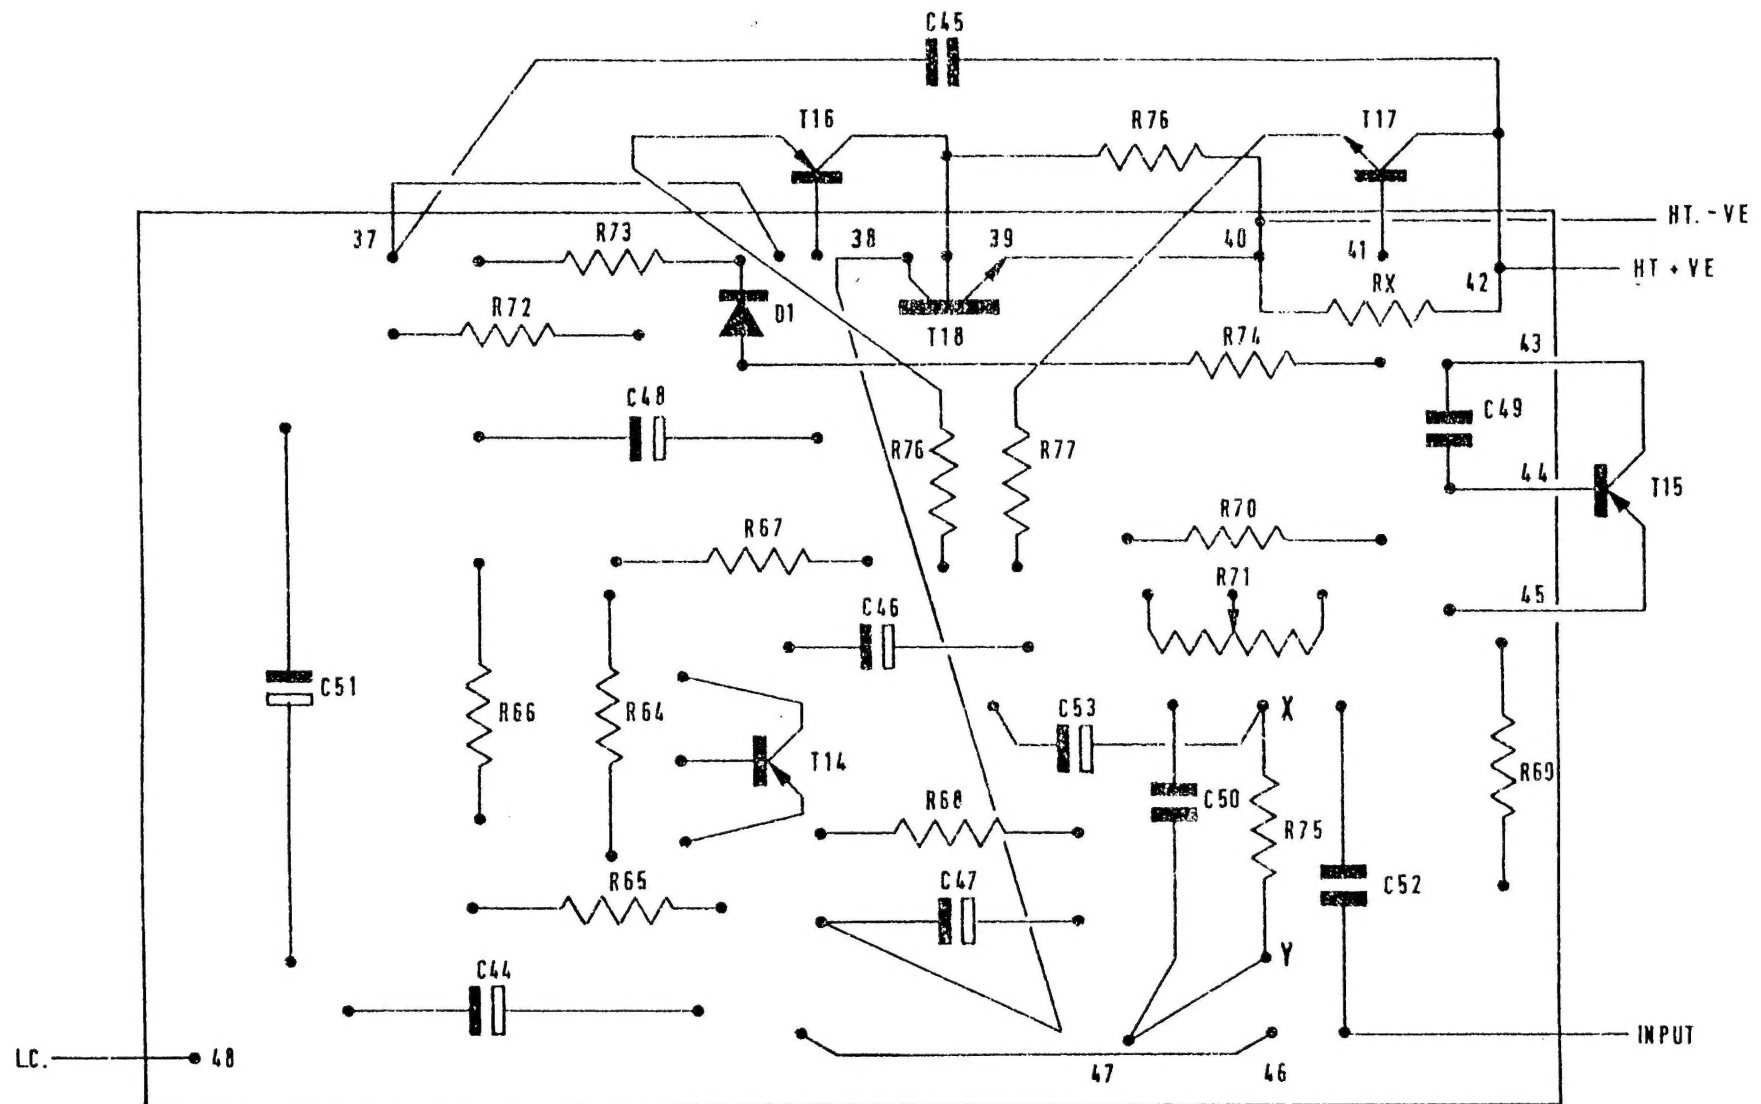 C45
T16
R76
T17
HT. -VE
37
R73
38
39
40
41
42
HT + VE
RX
R72
D1
T18
R74
43
C48
C49
R76
R77
44
T15
R67
R70
R71
45
C46
C51
R66
R64
C53
X
T14
R69
C50
R68
R75
R65
C47
C52
Y
C44
INPUT
L.C.
48
47
46